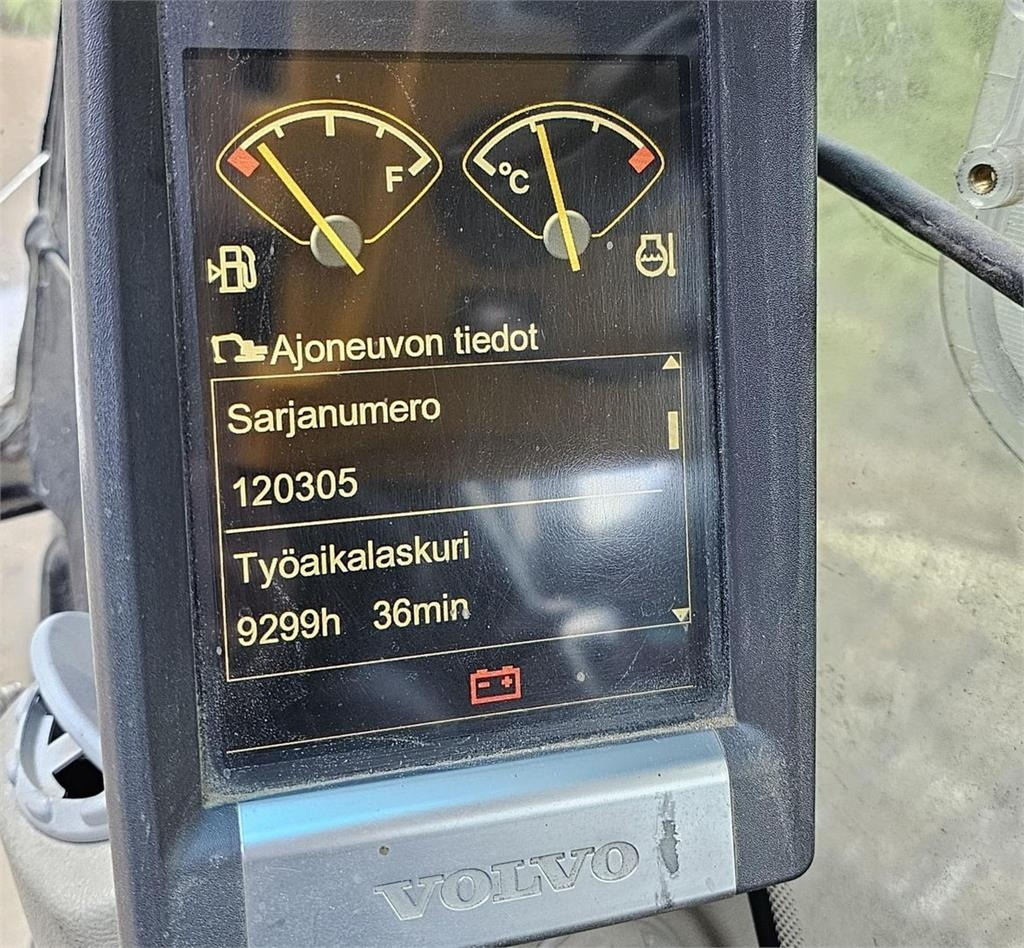 F
°C
Ajoneuvon tiedot
Sarjanumero
120305
Työaikalaskuri
9299h 36min
VOLVO